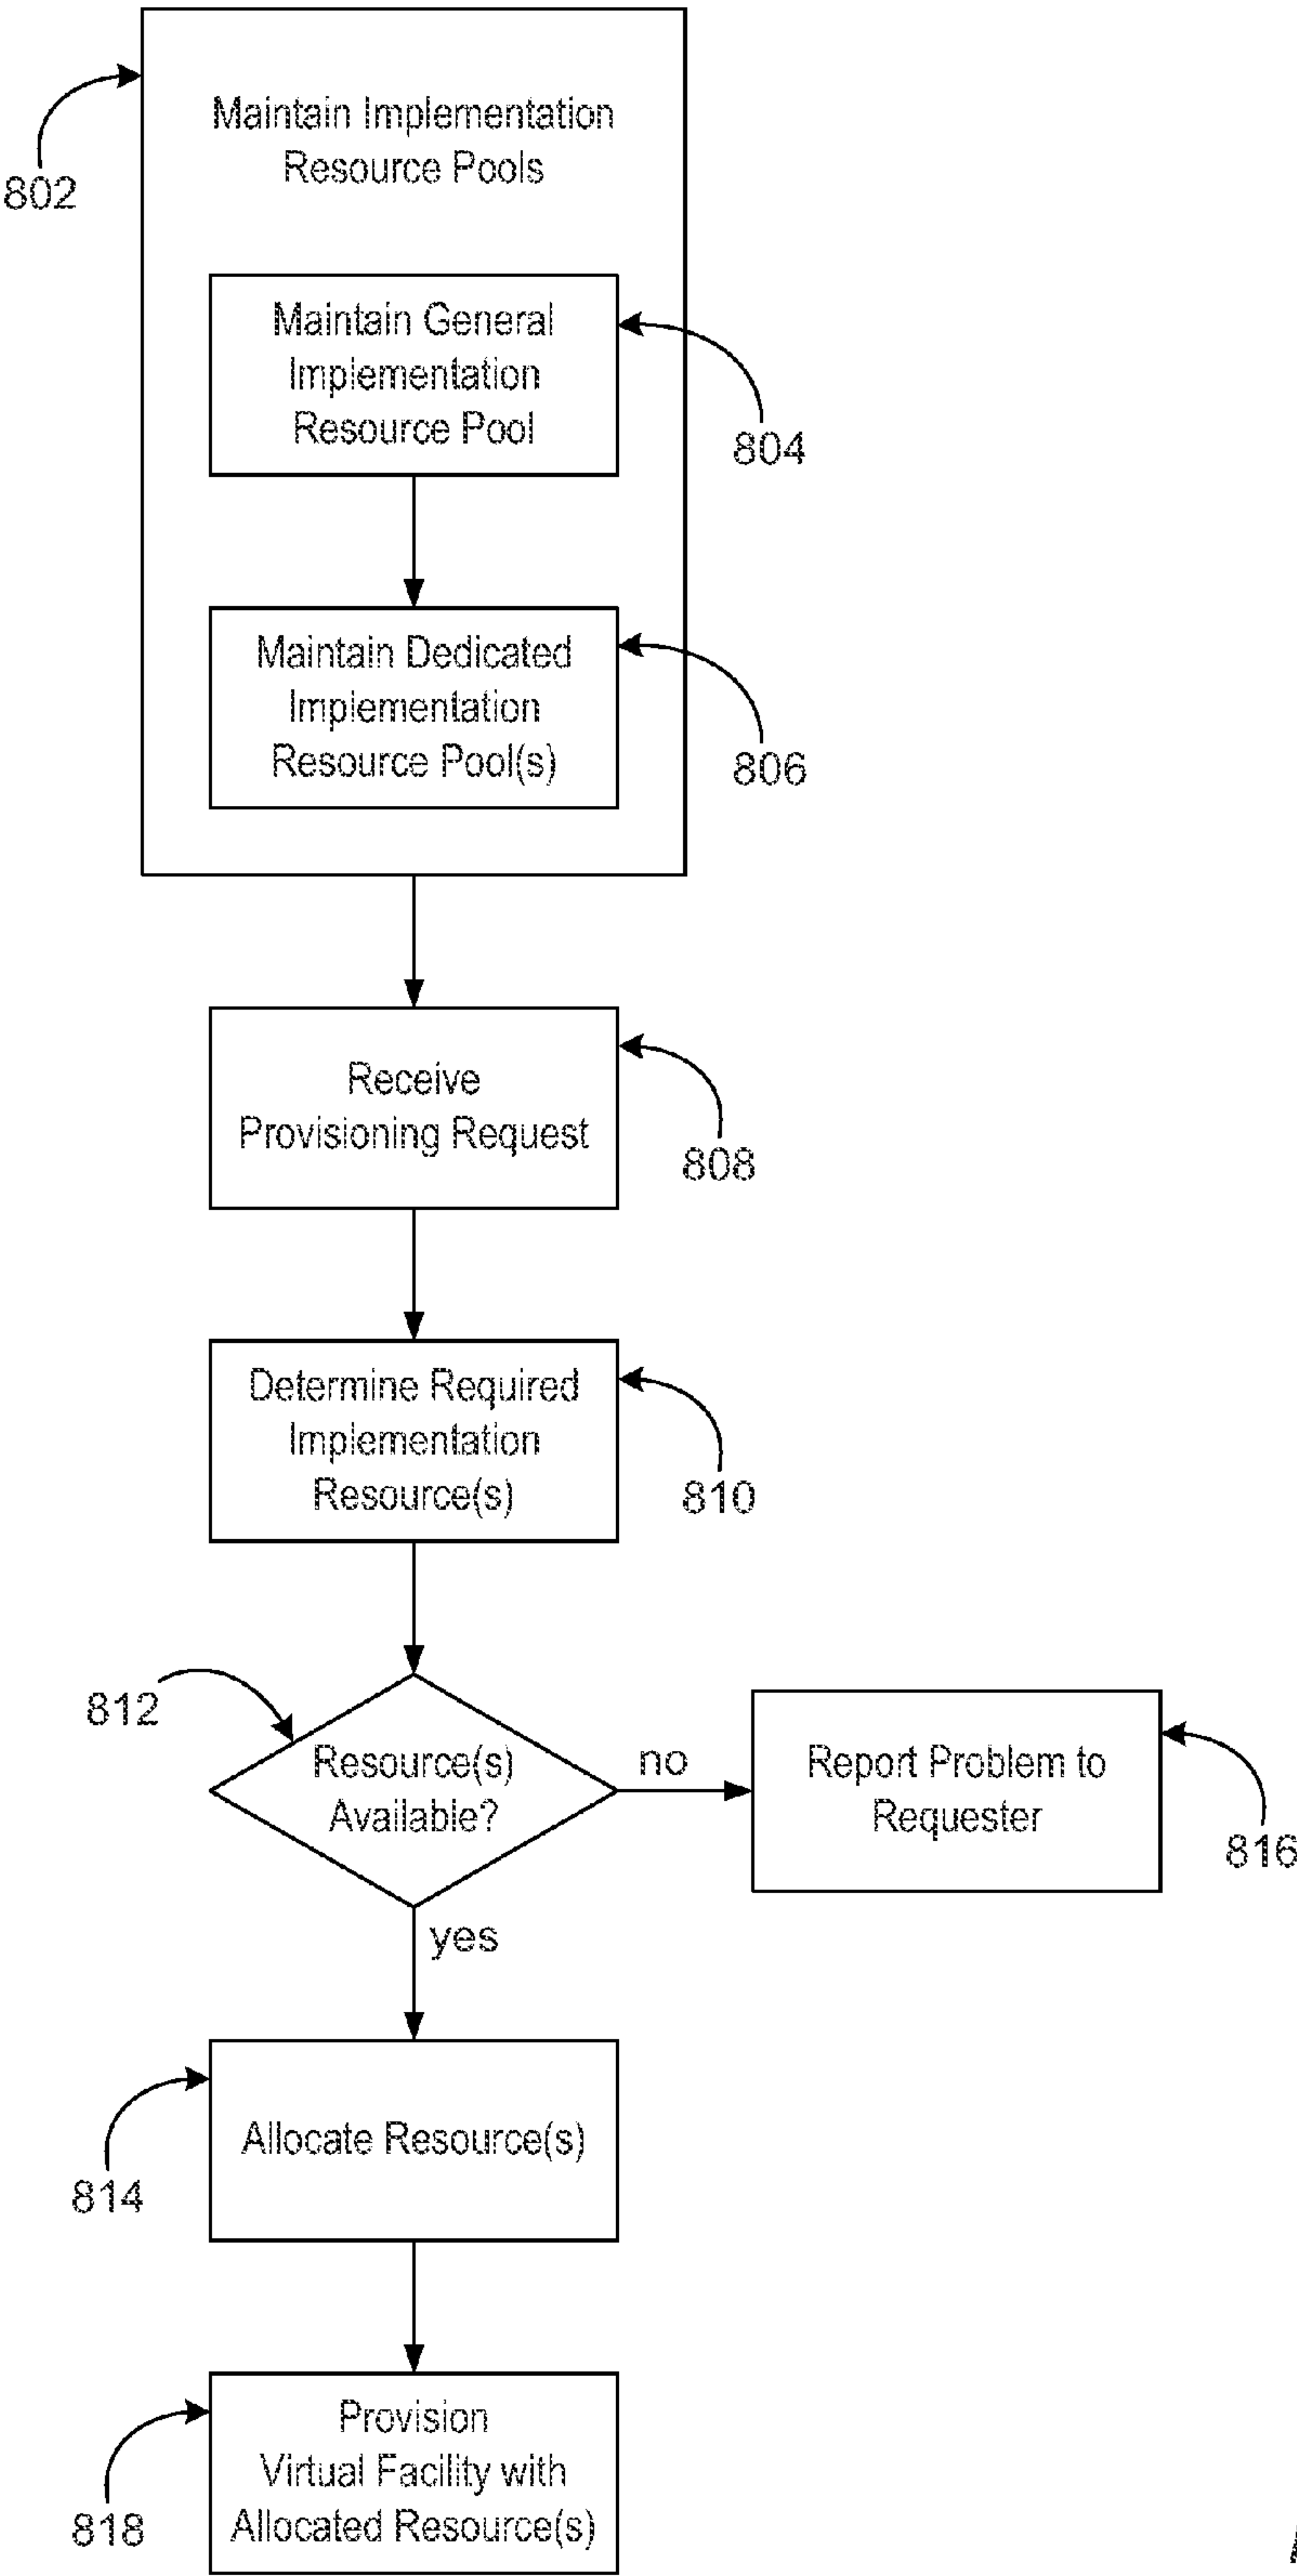 Maintain Implementation
Resource Pools
802
Maintain General
Implementation
Resource Pool
804
Maintain Dedicated
Implementation
Resource Pool(s)
806
Receive
Provisioning Request
808
Determine Required
Implementation
Resource(s)
810
812
Resource(s)
Available?
no
Report Problem to
Requester
816
yes
Allocate Resource(s)
814
Provision
Virtual Facility with
Allocated Resource(s)
818